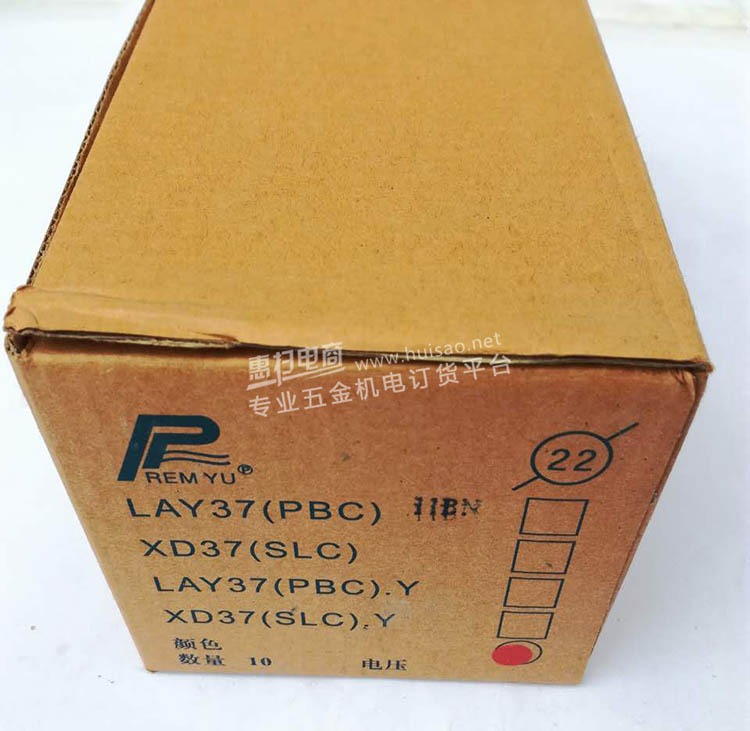 惠扫电商 www.huisao.net
专业五金机电订货平台
REM YU
22
LAY37(PBC) 11BN
XD37(SLC)
LAY37(PBC).Y
XD37(SLC).Y
颜色
数量 10 电压